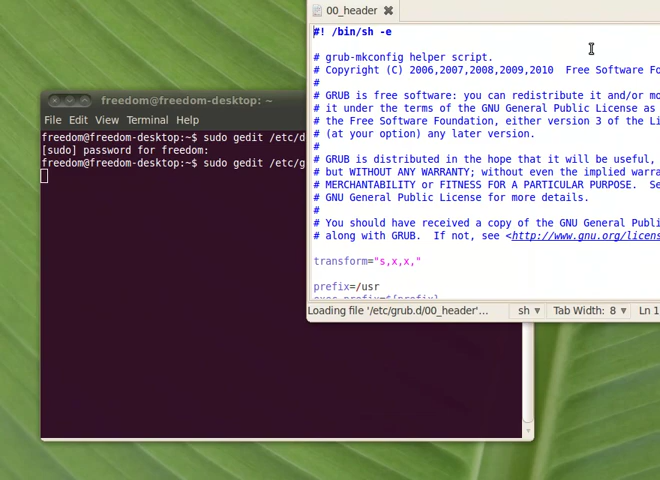 00_header
#! /bin/sh -e
# grub-mkconfig helper script.
# Copyright (C) 2006,2007,2008,2009,2010 Free Software Fo
#
# GRUB is free software: you can redistribute it and/or mo
# it under the terms of the GNU General Public License as
# the Free Software Foundation, either version 3 of the Li
# (at your option) any later version.
#
# GRUB is distributed in the hope that it will be useful,
# but WITHOUT ANY WARRANTY; without even the implied warra
# MERCHANTABILITY or FITNESS FOR A PARTICULAR PURPOSE. Se
# GNU General Public License for more details.
#
# You should have received a copy of the GNU General Publi
# along with GRUB. If not, see <http://www.gnu.org/licens
transform="s,x,x,"
prefix=/usr
exec_prefix=${prefix}
Loading file '/etc/grub.d/00_header'... sh Tab Width: 8 Ln 1
freedom@freedom-desktop: ~
File Edit View Terminal Help
freedom@freedom-desktop:~$ sudo gedit /etc/d
[sudo] password for freedom:
freedom@freedom-desktop:~$ sudo gedit /etc/g